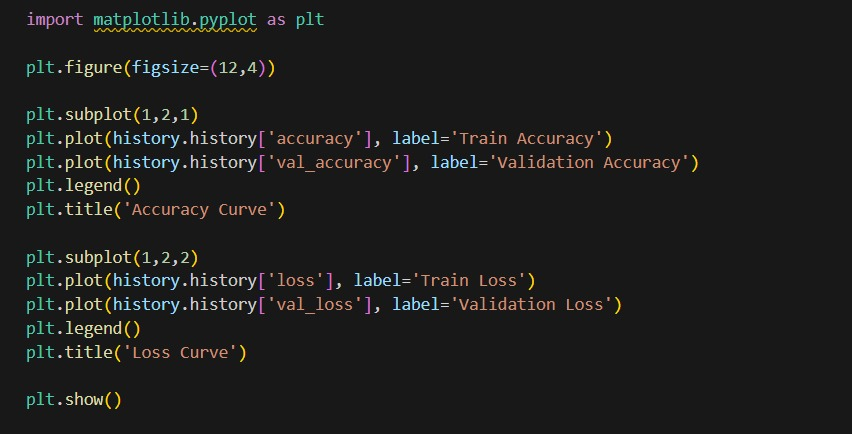 import matplotlib.pyplot as plt
plt.figure(figsize=(12,4))
plt.subplot(1,2,1)
plt.plot(history.history['accuracy'], label='Train Accuracy')
plt.plot(history.history['val_accuracy'], label='Validation Accuracy')
plt.legend()
plt.title('Accuracy Curve')
plt.subplot(1,2,2)
plt.plot(history.history['loss'], label='Train Loss')
plt.plot(history.history['val_loss'], label='Validation Loss')
plt.legend()
plt.title('Loss Curve')
plt.show()